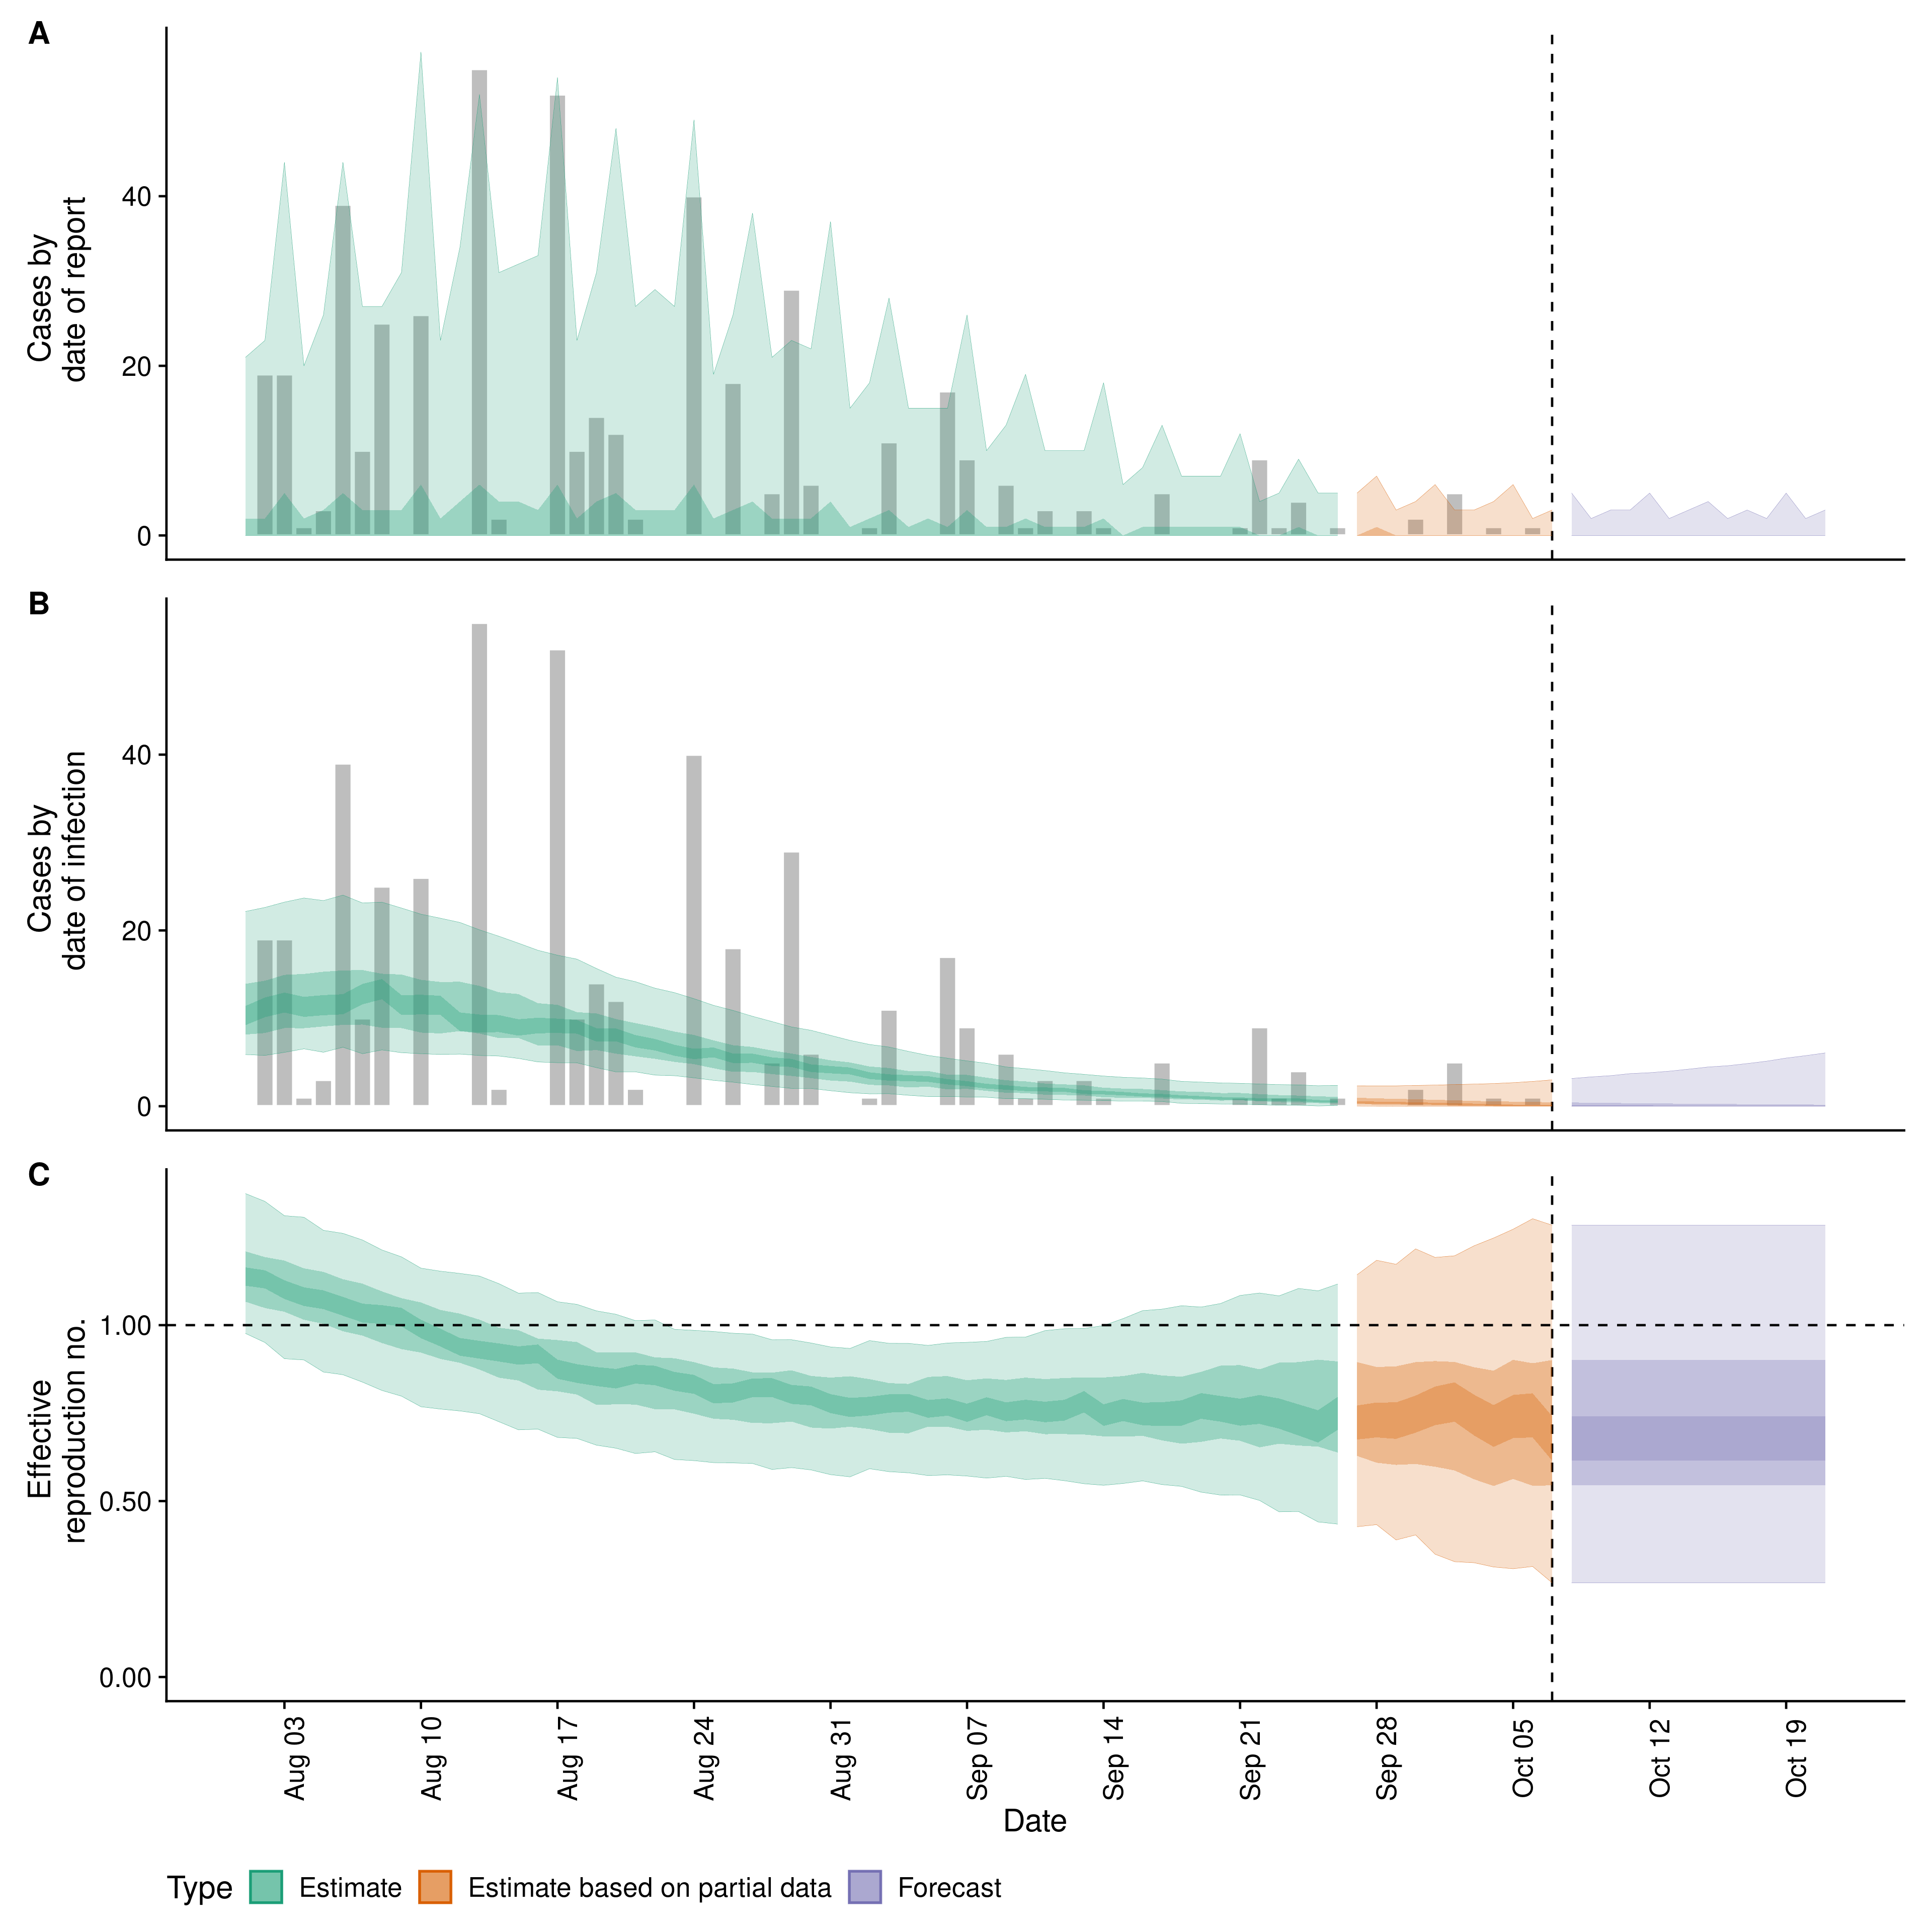 A
Cases by
date of report
40
20
0
B
Cases by
date of infection
40
20
0
C
Effective
reproduction no.
1.00
0.50
0.00
Aug 03
Aug 10
Aug 17
Aug 24
Aug 31
Sep 07
Sep 14
Sep 21
Sep 28
Oct 05
Oct 12
Oct 19
Date
Type Estimate Estimate based on partial data Forecast